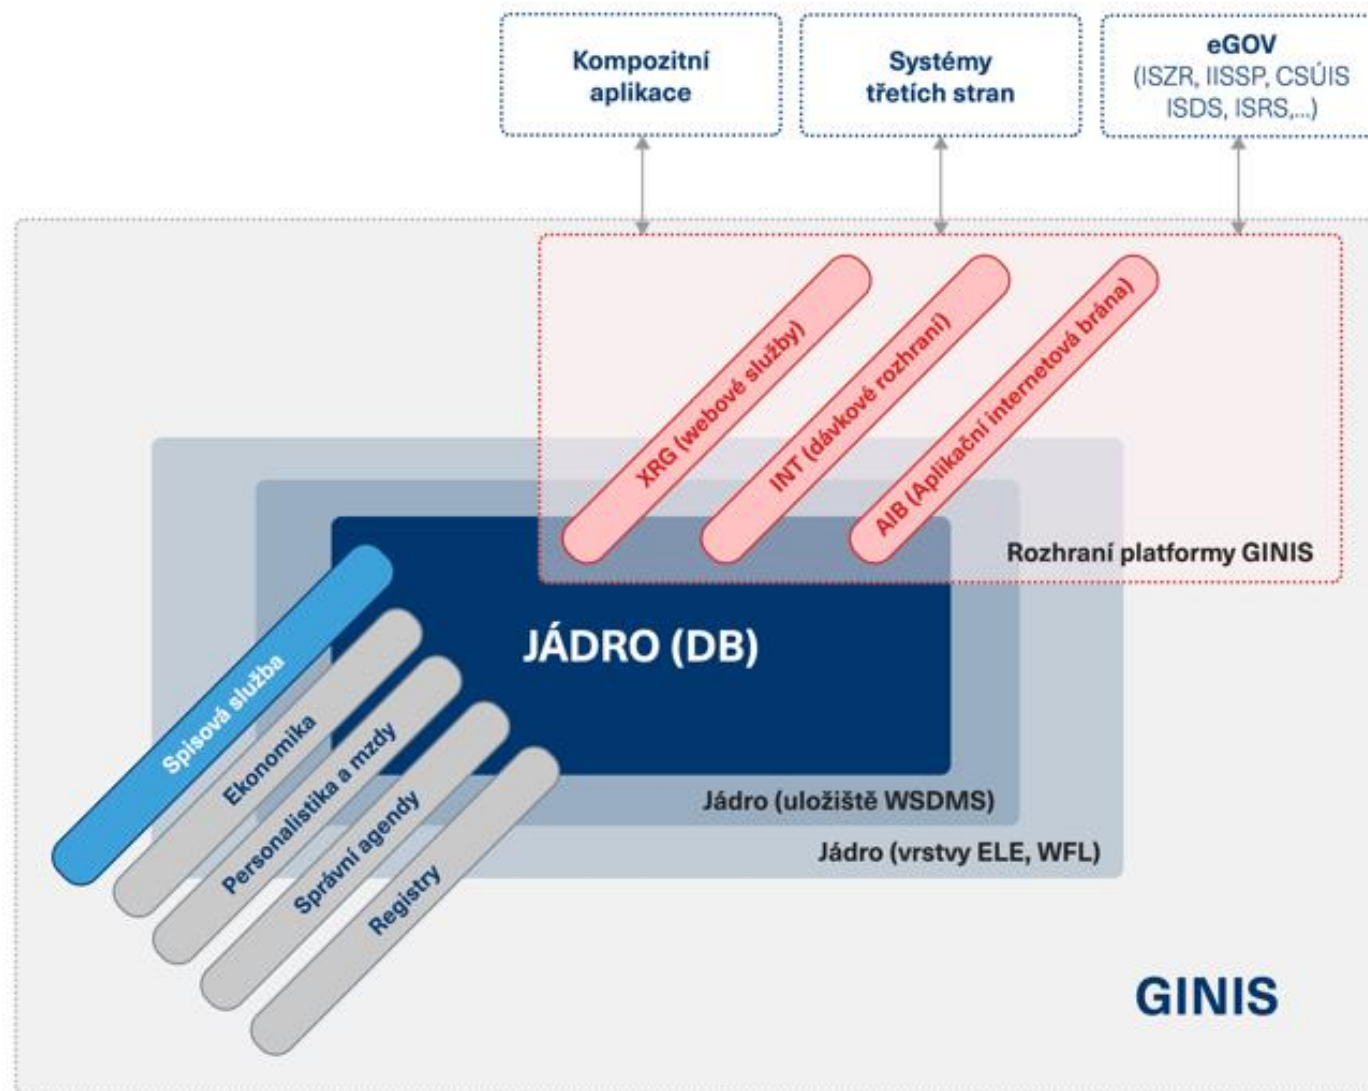 Kompozitní
aplikace
Systémy
třetích stran
eGOV
(ISZR, IISSP, CSÚIS
ISDS, ISRS,...)
XRG (webové služby)
INT (dávkové rozhraní)
AIB (Aplikační internetová brána)
Rozhraní platformy GINIS
JÁDRO (DB)
Spisová služba
Ekonomika
Personalistika a mzdy
Správní agendy
Registry
Jádro (uložiště WSDMS)
Jádro (vrstvy ELE, WFL)
GINIS